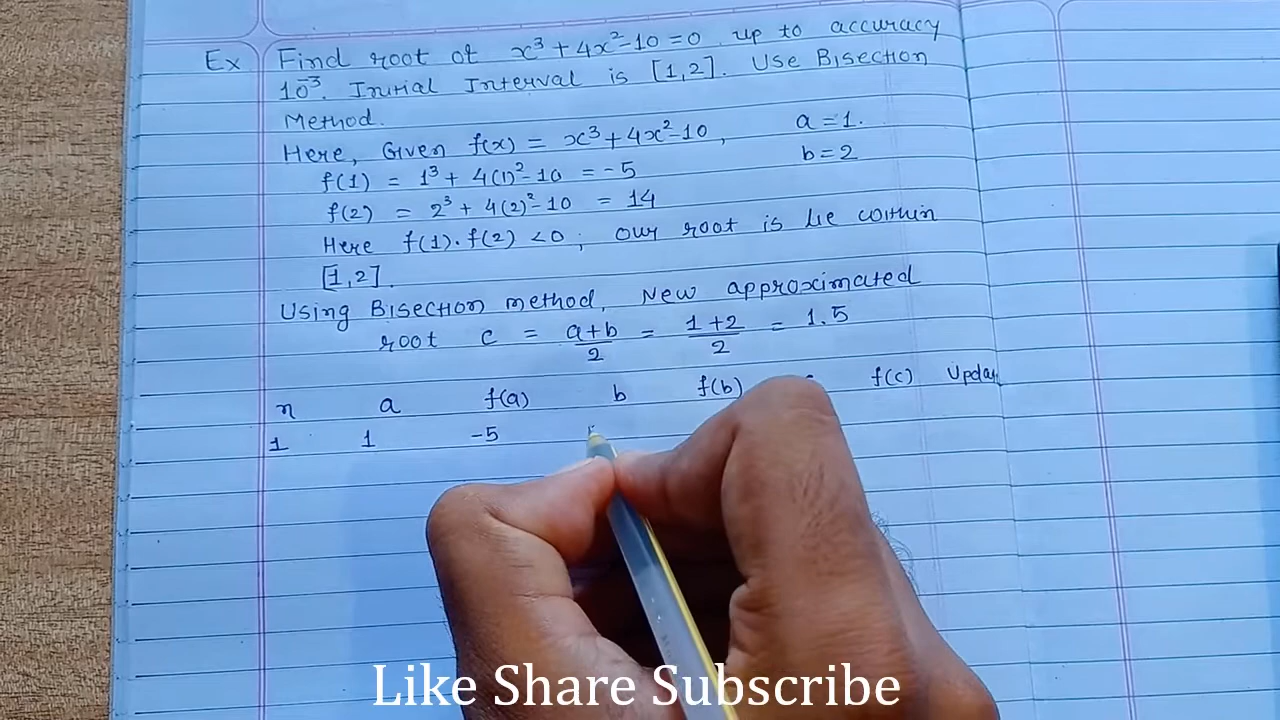 Ex Find root of x³ + 4x² - 10 = 0 up to accuracy
10⁻³. Initial Interval is [1,2]. Use Bisection
Method.
Here, Given f(x) = x³ + 4x² - 10, a = 1.
b = 2
f(1) = 1³ + 4(1)² - 10 = -5
f(2) = 2³ + 4(2)² - 10 = 14
Here f(1).f(2) < 0; our root is lie within
[1,2].
Using Bisection method, New approximated
root c = a+b/2 = 1+2/2 = 1.5
n a f(a) b f(b) f(c) Updat
1 1 -5
Like Share Subscribe